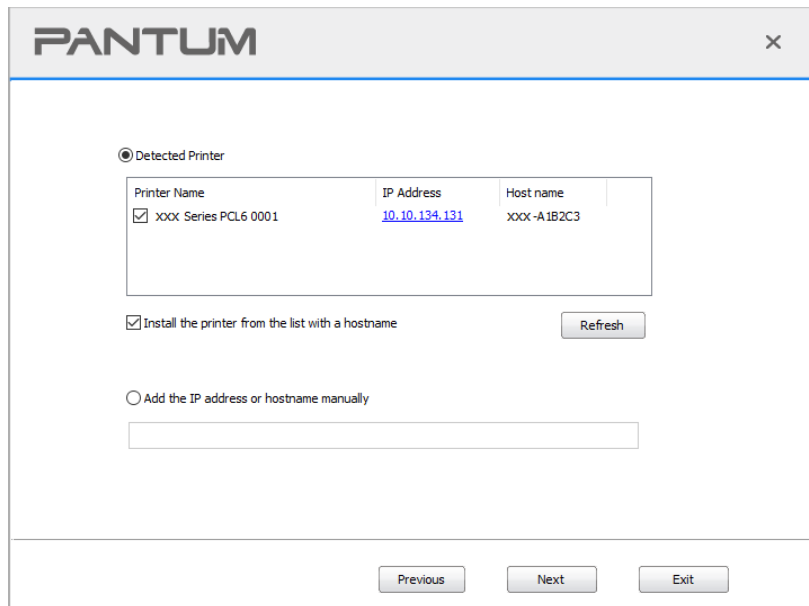 PANTUM
Detected Printer
Printer Name IP Address Host name
XXX Series PCL6 0001 10.10.134.131 XXX-A1B2C3
Install the printer from the list with a hostname
Refresh
Add the IP address or hostname manually
Previous Next Exit